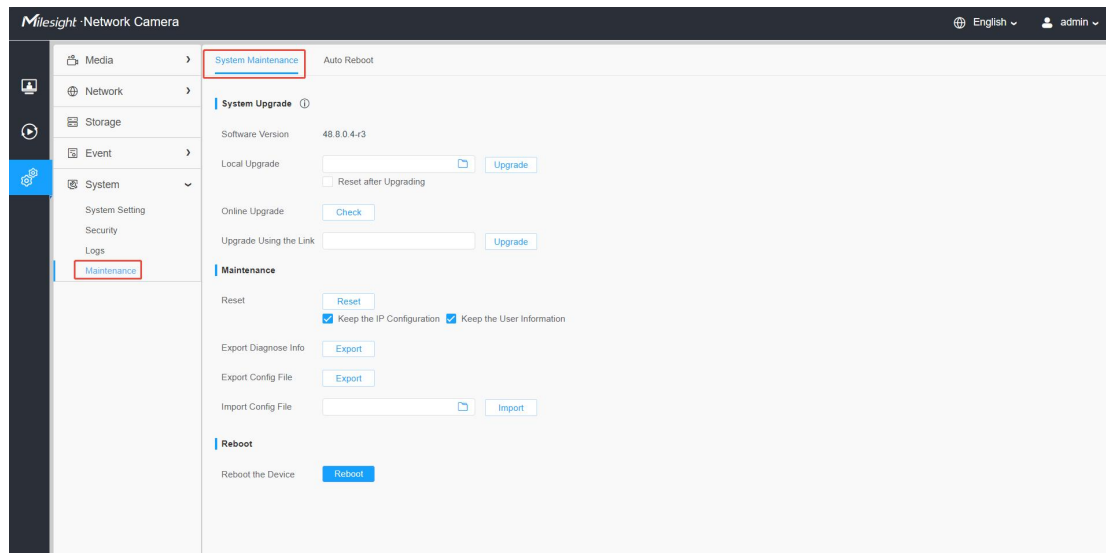 Milesight · Network Camera
English
admin
Media
Network
Storage
Event
System
System Setting
Security
Logs
Maintenance
System Maintenance Auto Reboot
System Upgrade
Software Version 48.8.0.4-r3
Local Upgrade Upgrade
Reset after Upgrading
Online Upgrade Check
Upgrade Using the Link Upgrade
Maintenance
Reset Reset
Keep the IP Configuration Keep the User Information
Export Diagnose Info Export
Export Config File Export
Import Config File Import
Reboot
Reboot the Device Reboot